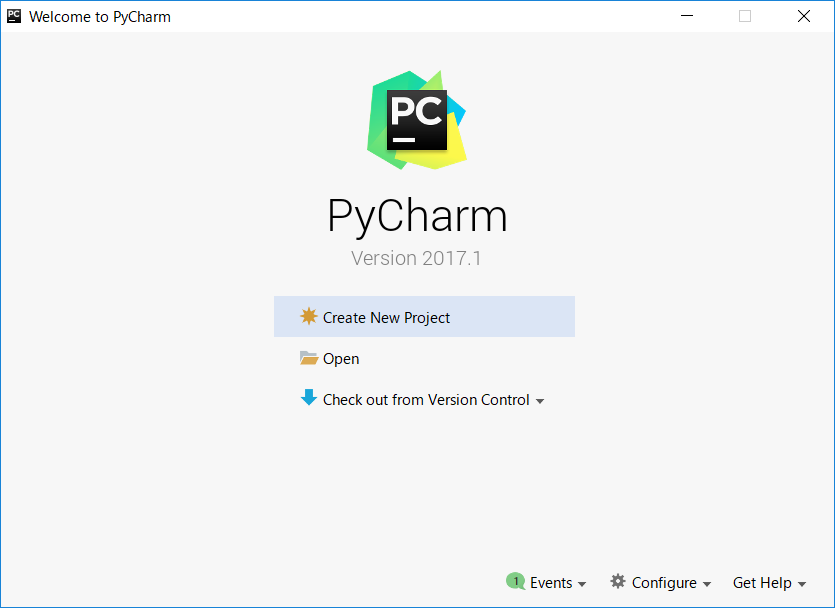 PC Welcome to PyCharm
PC
PyCharm
Version 2017.1
Create New Project
Open
Check out from Version Control
1 Events Configure Get Help